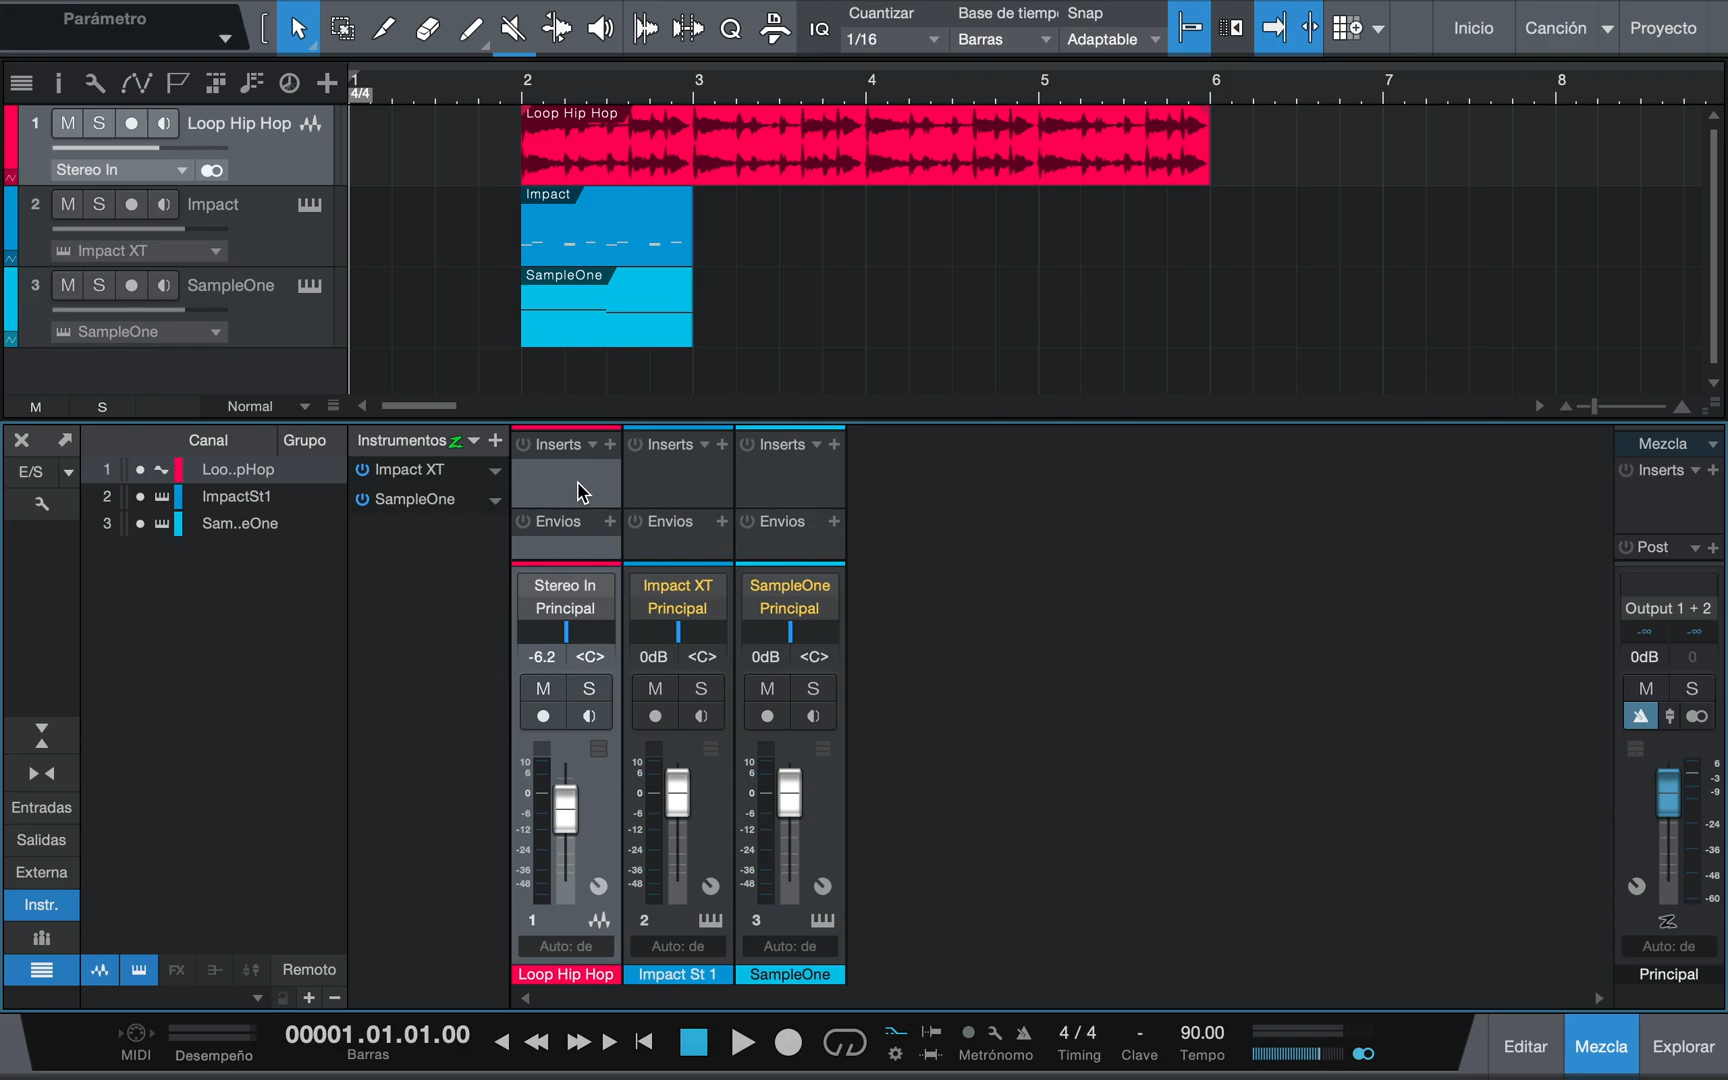 Parámetro
IQ
Cuantizar
1/16
Base de tiempo
Barras
Snap
Adaptable
Inicio
Canción
Proyecto
1 2 3 4 5 6 7 8
4/4
1 M S Loop Hip Hop
Stereo In
2 M S Impact
Impact XT
3 M S SampleOne
SampleOne
Loop Hip Hop
Impact
SampleOne
M S Normal
Canal Grupo
E/S
1 Loo..pHop
2 ImpactSt1
3 Sam..eOne
Instrumentos
Impact XT
SampleOne
Inserts Inserts Inserts
Envios Envios Envios
Stereo In Impact XT SampleOne
Principal Principal Principal
-6.2 <C> 0dB <C> 0dB <C>
M S M S M S
10 10 10
6 6 6
0 0 0
-6 -6 -6
-12 -12 -12
-24 -24 -24
-36 -36 -36
-48 -48 -48
1 2 3
Auto: de Auto: de Auto: de
Loop Hip Hop Impact St 1 SampleOne
Entradas
Salidas
Externa
Instr.
FX Remoto
Mezcla
Inserts
Post
Output 1 + 2
-∞ -∞
0dB 0
M S
6
-3
-9
-24
-36
-48
-60
Auto: de
Principal
MIDI
Desempeño
00001.01.01.00
Barras
Metrónomo
4 / 4
Timing
-
Clave
90.00
Tempo
Editar
Mezcla
Explorar